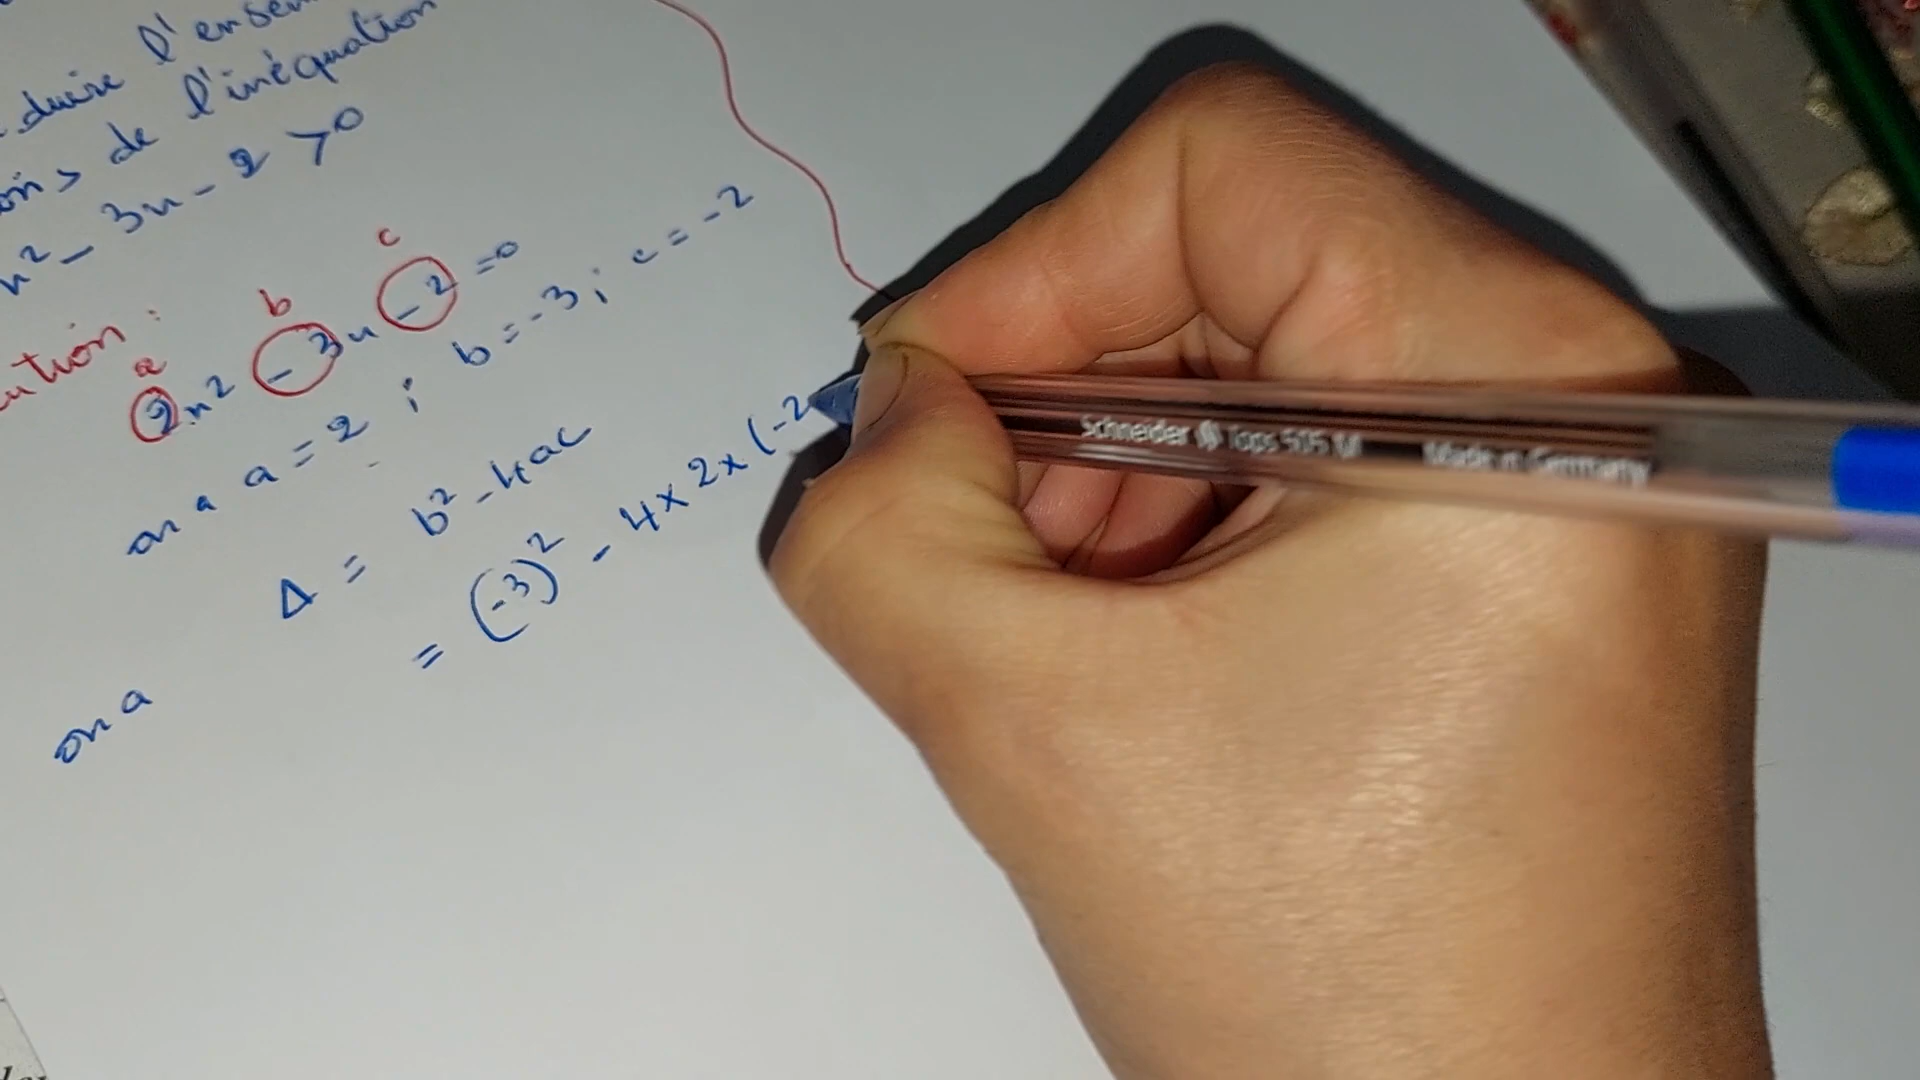 duire l'ensem
ons de l'inéquation
x² - 3x - 2 > 0
ution :
a b c
2x² - 3x - 2 = 0
on a a = 2 ; b = -3 ; c = -2
Δ = b² - 4ac
on a = (-3)² - 4 x 2 x (-2
Schneider Tops 505 M Made in Germany